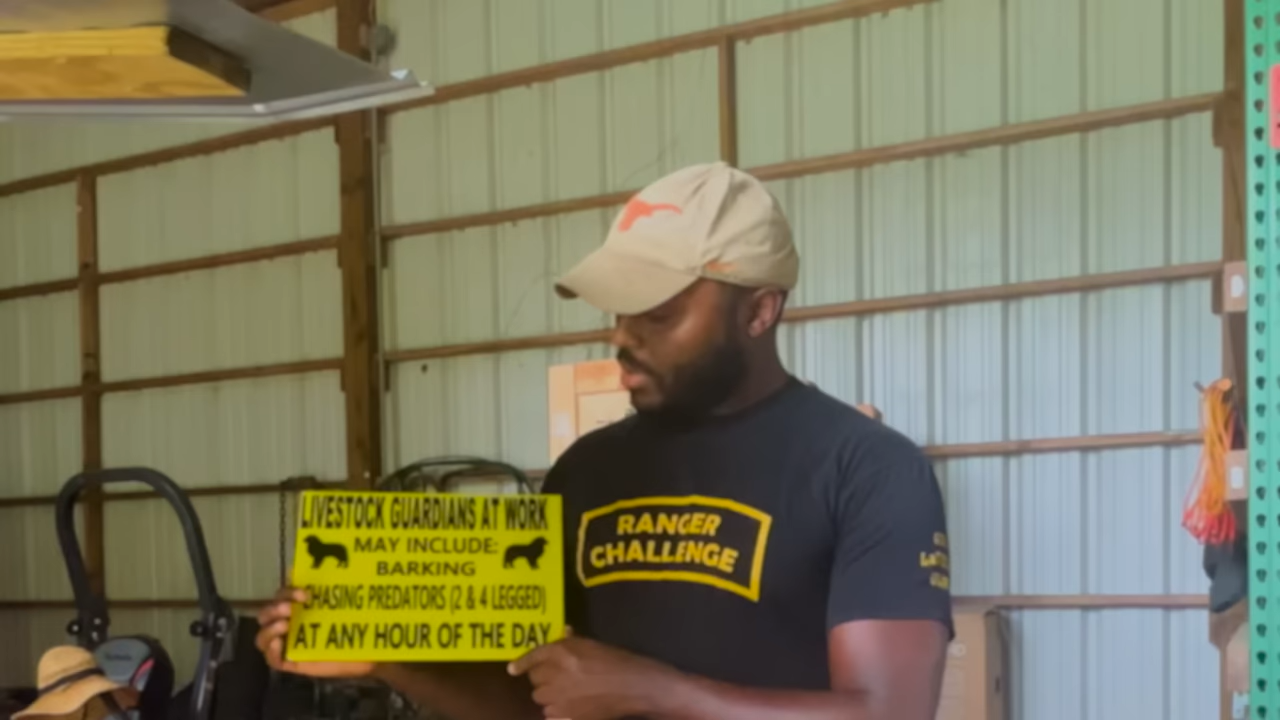 LIVESTOCK GUARDIANS AT WORK
MAY INCLUDE:
BARKING
CHASING PREDATORS (2 & 4 LEGGED)
AT ANY HOUR OF THE DAY
RANGER
CHALLENGE